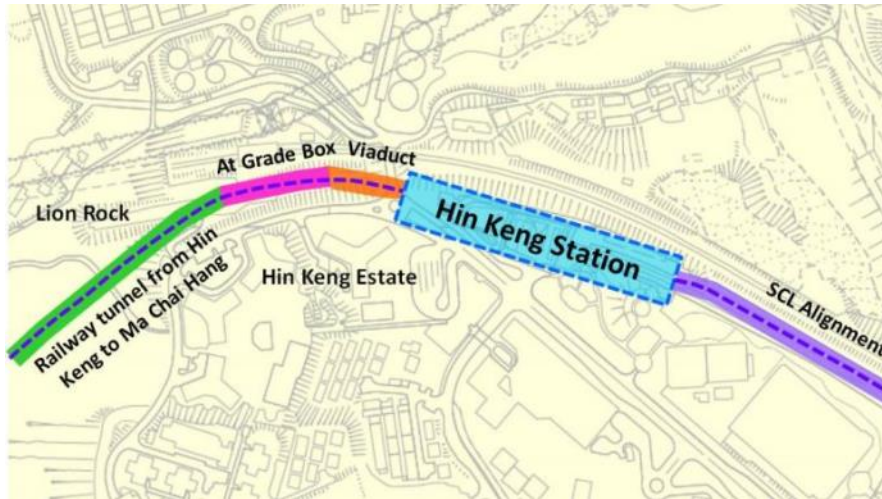 At Grade Box Viaduct
Lion Rock
Hin Keng Station
Railway tunnel from Hin
Keng to Ma Chai Hang
Hin Keng Estate
SCL Alignment